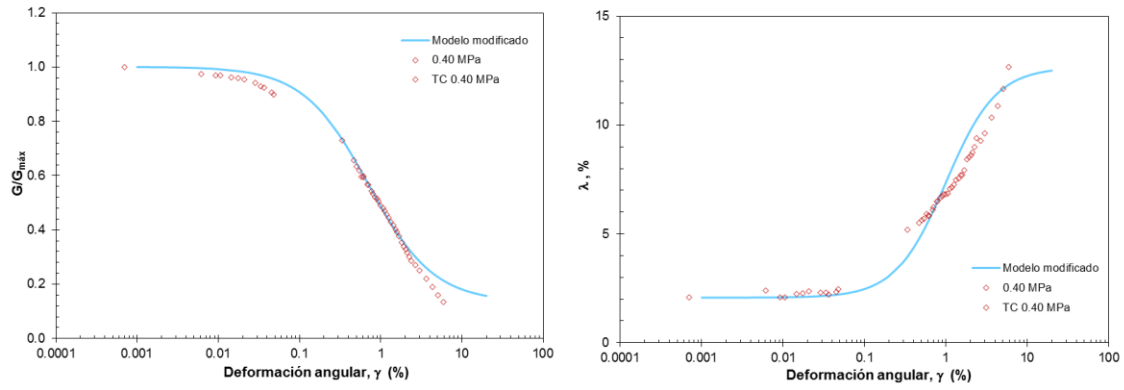 1.2
1.0
0.8
0.6
0.4
0.2
0.0
G/Gmáx
Modelo modificado
0.40 MPa
TC 0.40 MPa
0.0001 0.001 0.01 0.1 1 10 100
Deformación angular, γ (%)
15
10
5
0
λ , %
Modelo modificado
0.40 MPa
TC 0.40 MPa
0.0001 0.001 0.01 0.1 1 10 100
Deformación angular, γ (%)